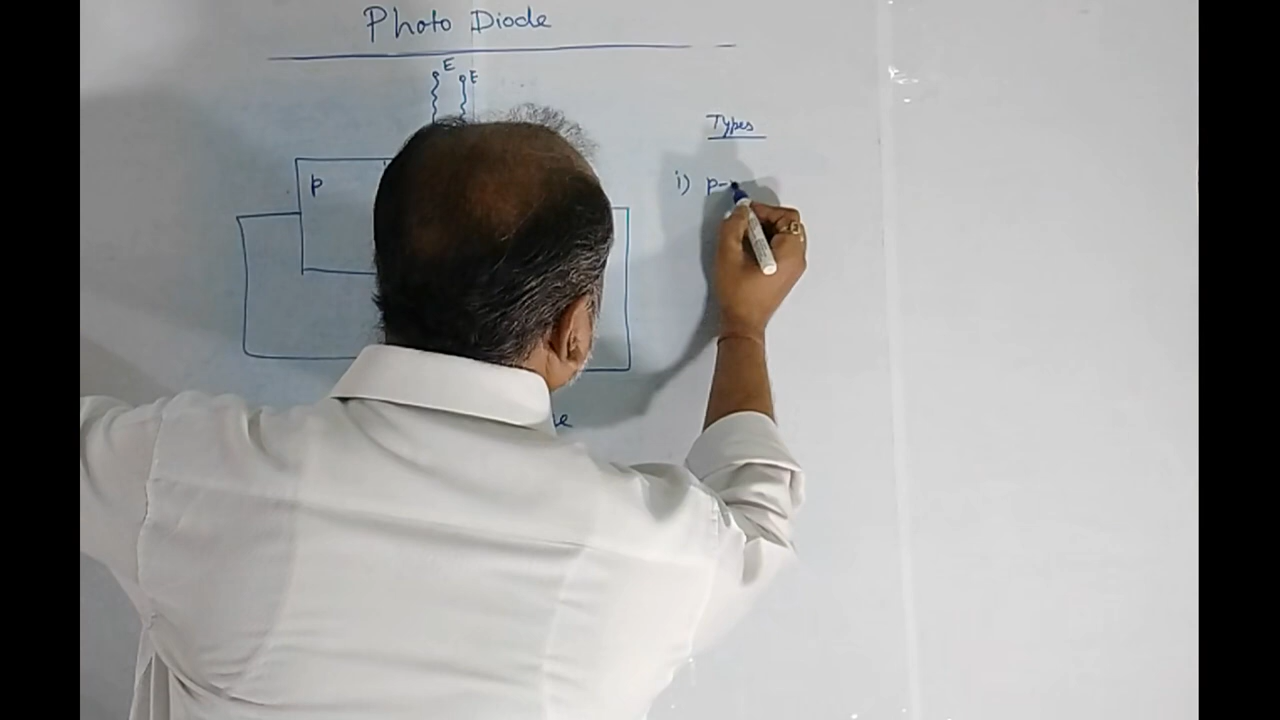 Photo Diode
E
E
Types
p
i) p-